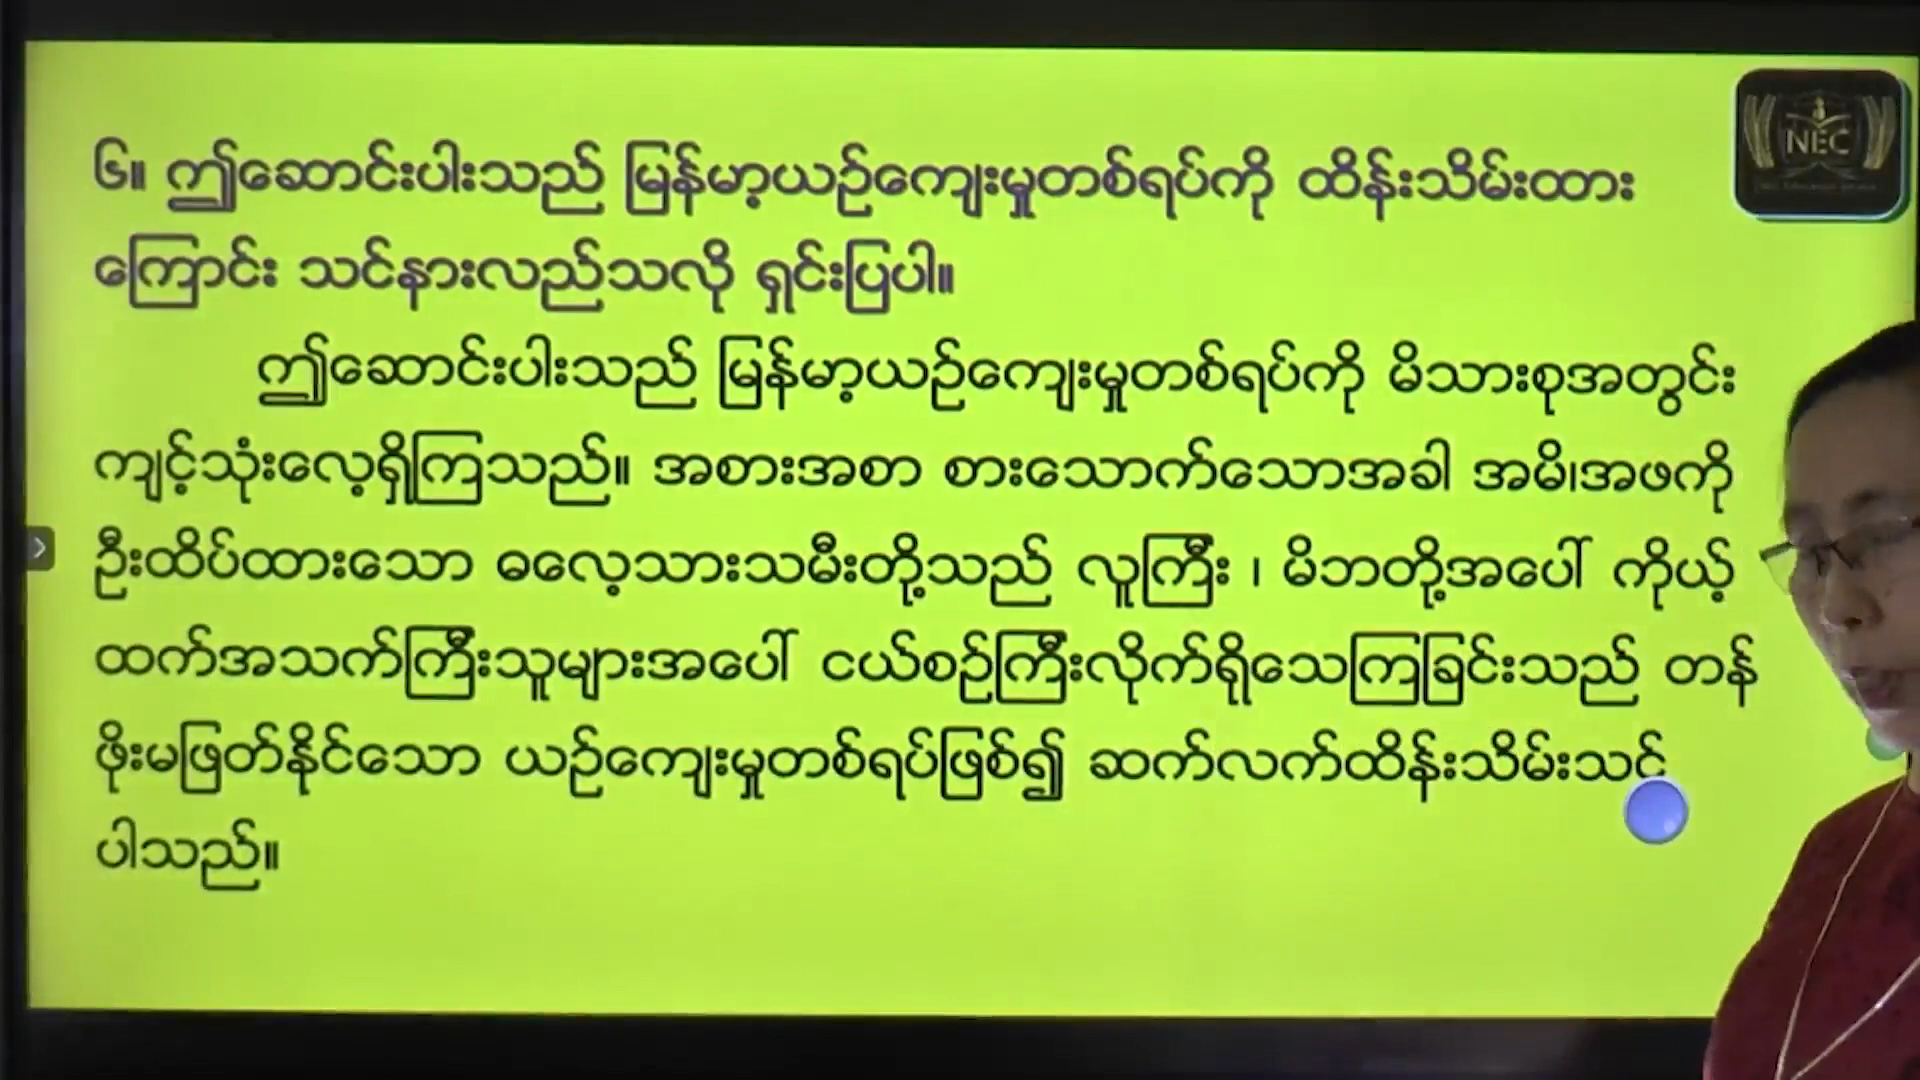 ၆။ ဤဆောင်းပါးသည် မြန်မာ့ယဉ်ကျေးမှုတစ်ရပ်ကို ထိန်းသိမ်းထား
ကြောင်း သင်နားလည်သလို ရှင်းပြပါ။
ဤဆောင်းပါးသည် မြန်မာ့ယဉ်ကျေးမှုတစ်ရပ်ကို မိသားစုအတွင်း
ကျင့်သုံးလေ့ရှိကြသည်။ အစားအစာ စားသောက်သောအခါ အမိ၊အဖကို
ဦးထိပ်ထားသော ဓလေ့သားသမီးတို့သည် လူကြီး ၊ မိဘတို့အပေါ် ကိုယ့်
ထက်အသက်ကြီးသူများအပေါ် ငယ်စဉ်ကြီးလိုက်ရိုသေကြခြင်းသည် တန်
ဖိုးမဖြတ်နိုင်သော ယဉ်ကျေးမှုတစ်ရပ်ဖြစ်၍ ဆက်လက်ထိန်းသိမ်းသင့်
ပါသည်။
NEC